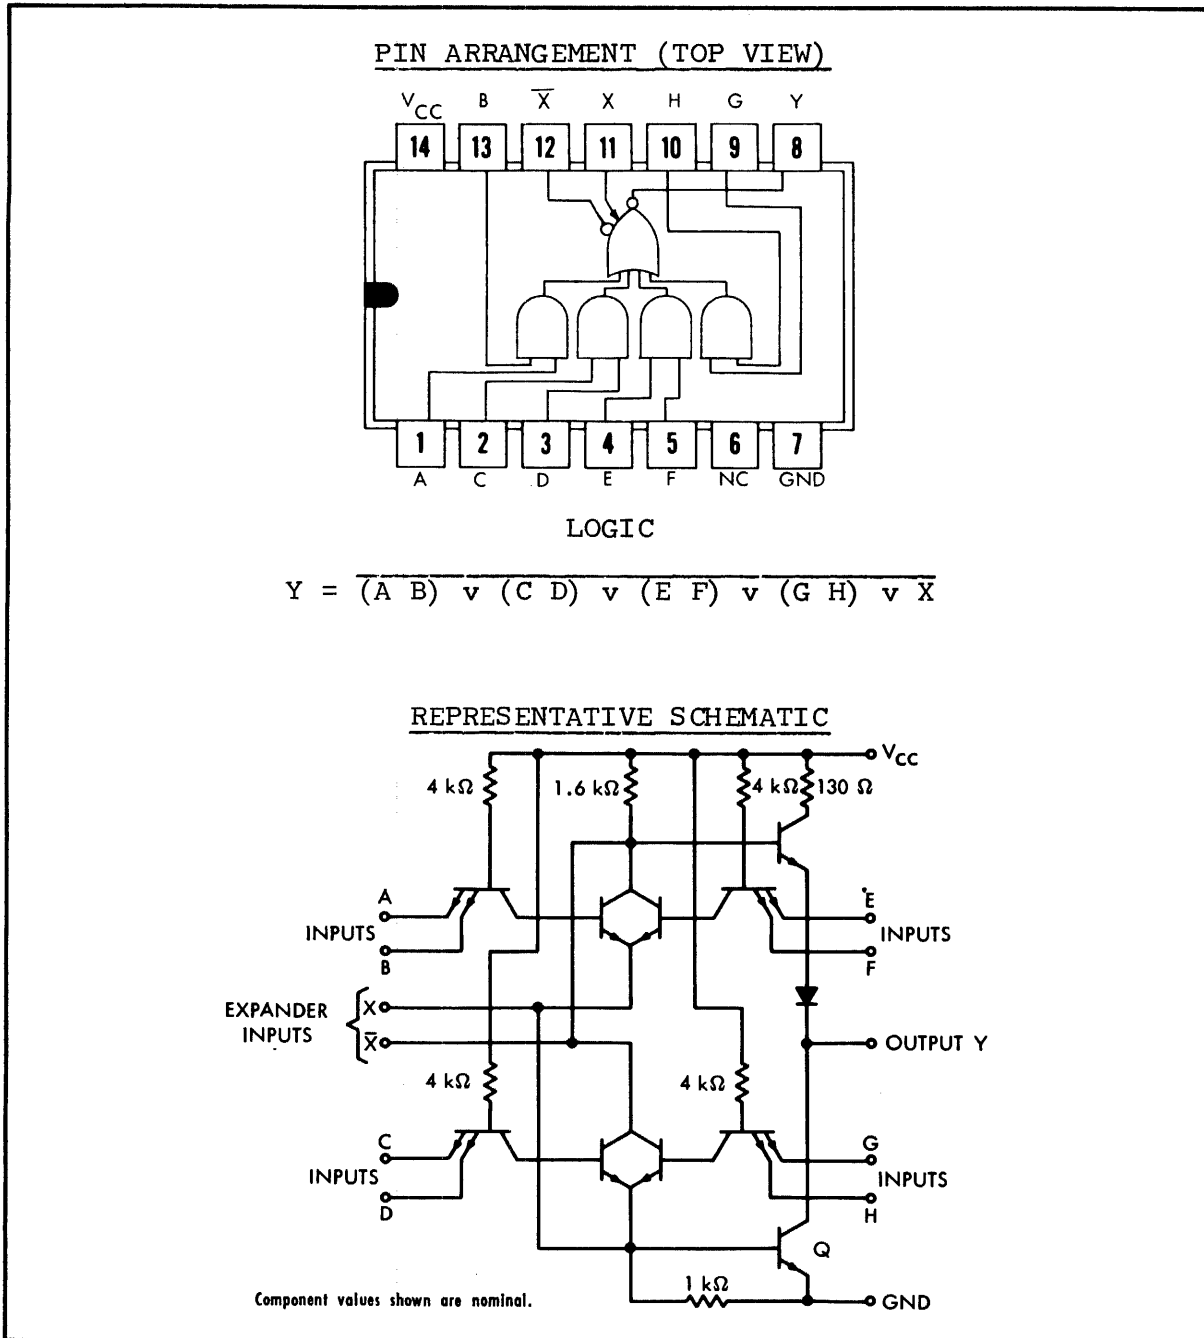 PIN ARRANGEMENT (TOP VIEW)
VCC B X̅ X H G Y
14 13 12 11 10 9 8
1 2 3 4 5 6 7
A C D E F NC GND
LOGIC
Y = (A B) v (C D) v (E F) v (G H) v X
REPRESENTATIVE SCHEMATIC
VCC
4 kΩ 1.6 kΩ 4 kΩ 130 Ω
A E
INPUTS INPUTS
B F
EXPANDER INPUTS
X
X̅
OUTPUT Y
4 kΩ 4 kΩ
C G
INPUTS INPUTS
D H
Q
1 kΩ
Component values shown are nominal.
GND